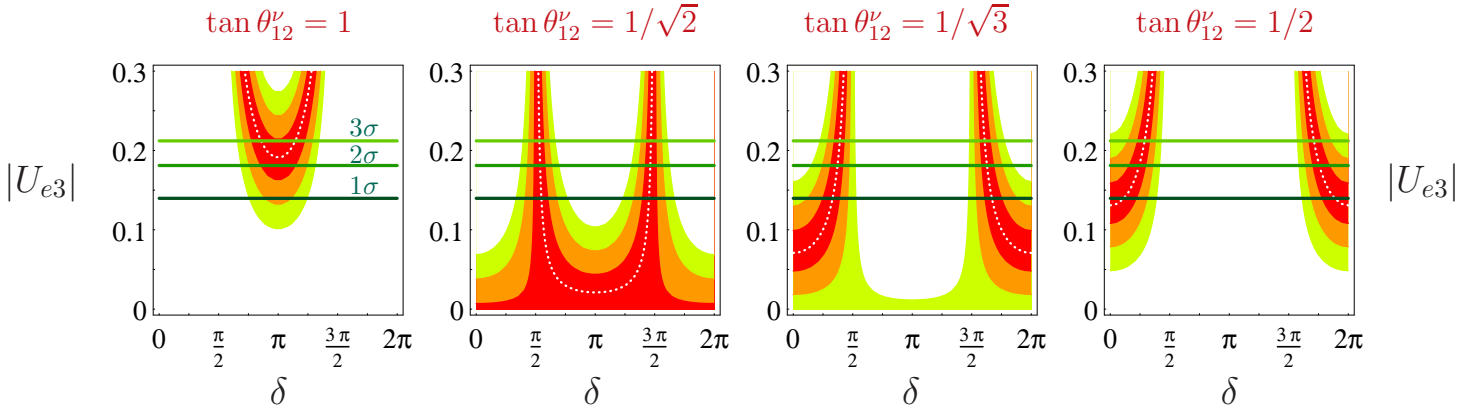 tan θ^ν_12 = 1
tan θ^ν_12 = 1/√2
tan θ^ν_12 = 1/√3
tan θ^ν_12 = 1/2
|U_e3|
0.3
0.2
0.1
0
3σ
2σ
1σ
0 π/2 π 3π/2 2π
δ
0.3
0.2
0.1
0
0 π/2 π 3π/2 2π
δ
0.3
0.2
0.1
0
0 π/2 π 3π/2 2π
δ
0.3
0.2
0.1
0
0 π/2 π 3π/2 2π
δ
|U_e3|